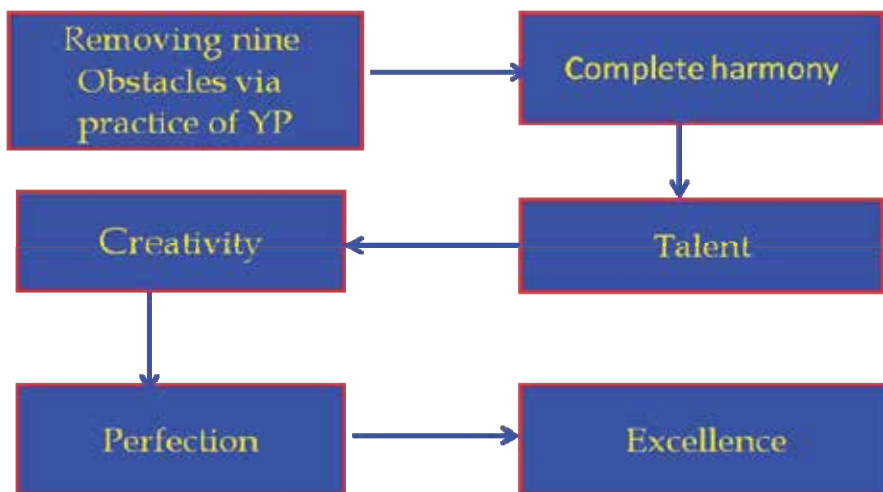 Removing nine
Obstacles via
practice of YP
Complete harmony
Talent
Creativity
Perfection
Excellence